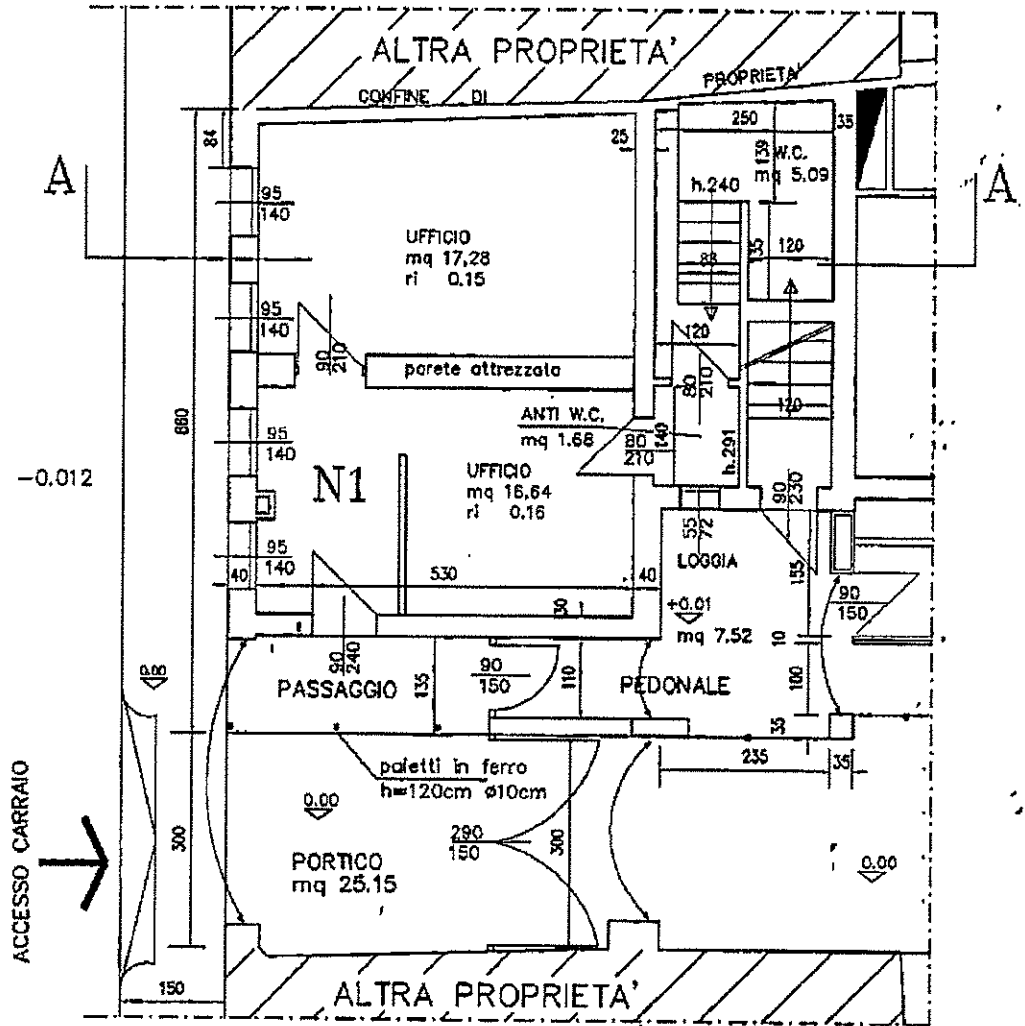 ALTRA PROPRIETA'
CONFINE DI PROPRIETA'
84
25
250
35
139
W.C.
mq 5.09
A
A
h.240
95
140
UFFICIO
mq 17,28
ri 0.15
135
120
88
95
140
120
90
210
parete attrezzata
80
210
120
ANTI W.C.
mq 1.68
80
210
140
h.291
95
140
-0.012
N1
UFFICIO
mq 16,64
ri 0.16
90
230
55
72
95
140
40
530
40
LOGGIA
155
90
150
30
+0.01
mq 7.52
10
90
240
0.00
PASSAGGIO
135
90
150
110
PEDONALE
100
35
235
35
paletti in ferro
h=120cm ø10cm
0.00
ACCESSO CARRAIO
300
290
150
300
PORTICO
mq 25.15
0.00
150
ALTRA PROPRIETA'